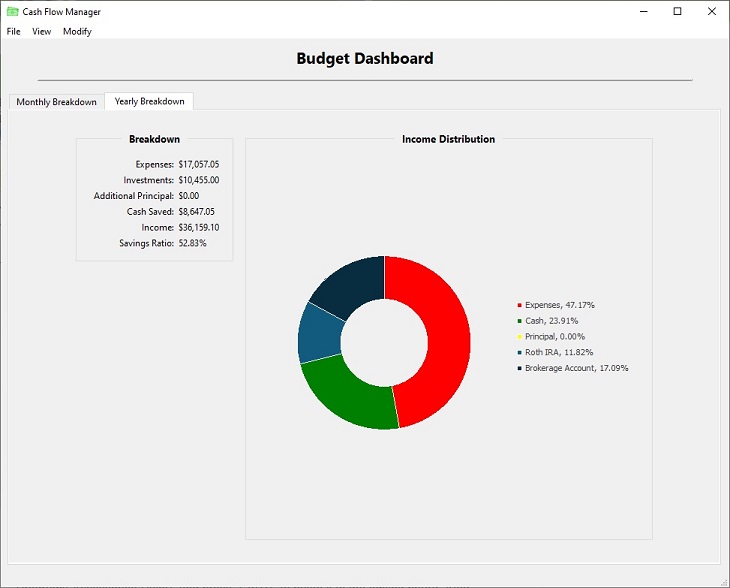 Cash Flow Manager
File View Modify
Budget Dashboard
Monthly Breakdown Yearly Breakdown
Breakdown
Expenses: $17,057.05
Investments: $10,455.00
Additional Principal: $0.00
Cash Saved: $8,647.05
Income: $36,159.10
Savings Ratio: 52.83%
Income Distribution
Expenses, 47.17%
Cash, 23.91%
Principal, 0.00%
Roth IRA, 11.82%
Brokerage Account, 17.09%